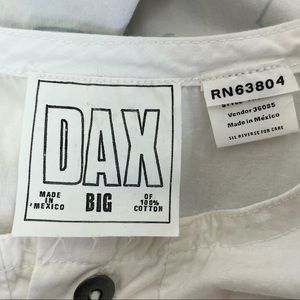 DAX
MADE
IN
MEXICO
BIG
OF
100%
COTTON
RN63804
Vendor 36085
Made in México
SEE REVERSE FOR CARE